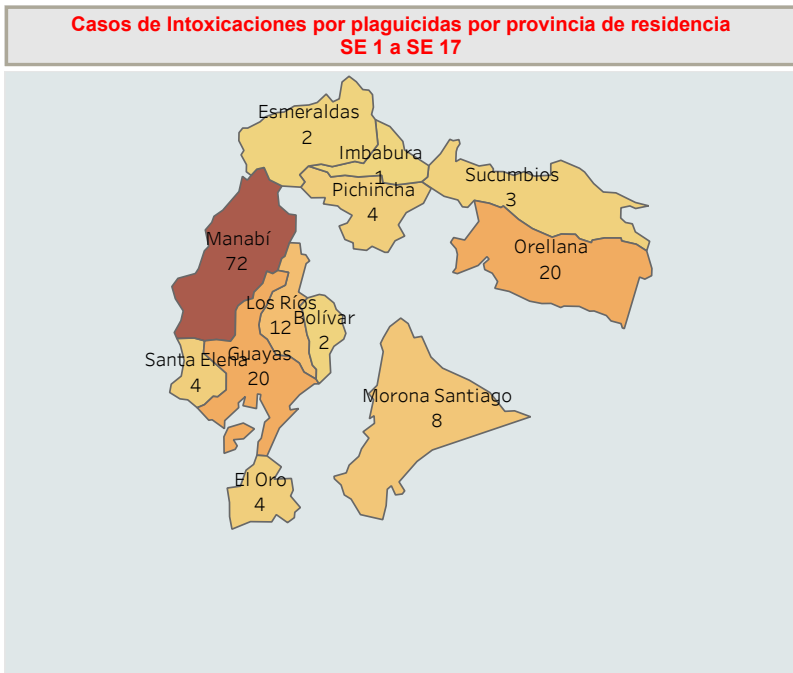 Casos de Intoxicaciones por plaguicidas por provincia de residencia
SE 1 a SE 17
Esmeraldas
2
Imbabura
1
Pichincha
4
Sucumbios
3
Manabí
72
Orellana
20
Los Ríos
12
Bolívar
2
Santa Elena
4
Guayas
20
Morona Santiago
8
El Oro
4